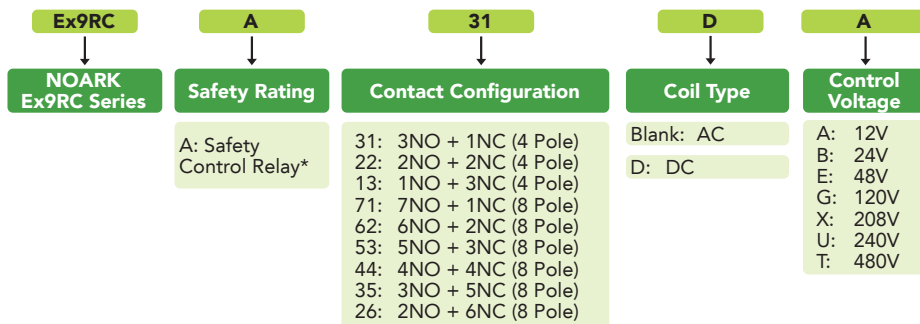 Ex9RC
A
31
D
A
NOARK
Ex9RC Series
Safety Rating
Contact Configuration
Coil Type
Control
Voltage
A: Safety
Control Relay*
31: 3NO + 1NC (4 Pole)
22: 2NO + 2NC (4 Pole)
13: 1NO + 3NC (4 Pole)
71: 7NO + 1NC (8 Pole)
62: 6NO + 2NC (8 Pole)
53: 5NO + 3NC (8 Pole)
44: 4NO + 4NC (8 Pole)
35: 3NO + 5NC (8 Pole)
26: 2NO + 6NC (8 Pole)
Blank: AC
D: DC
A: 12V
B: 24V
E: 48V
G: 120V
X: 208V
U: 240V
T: 480V